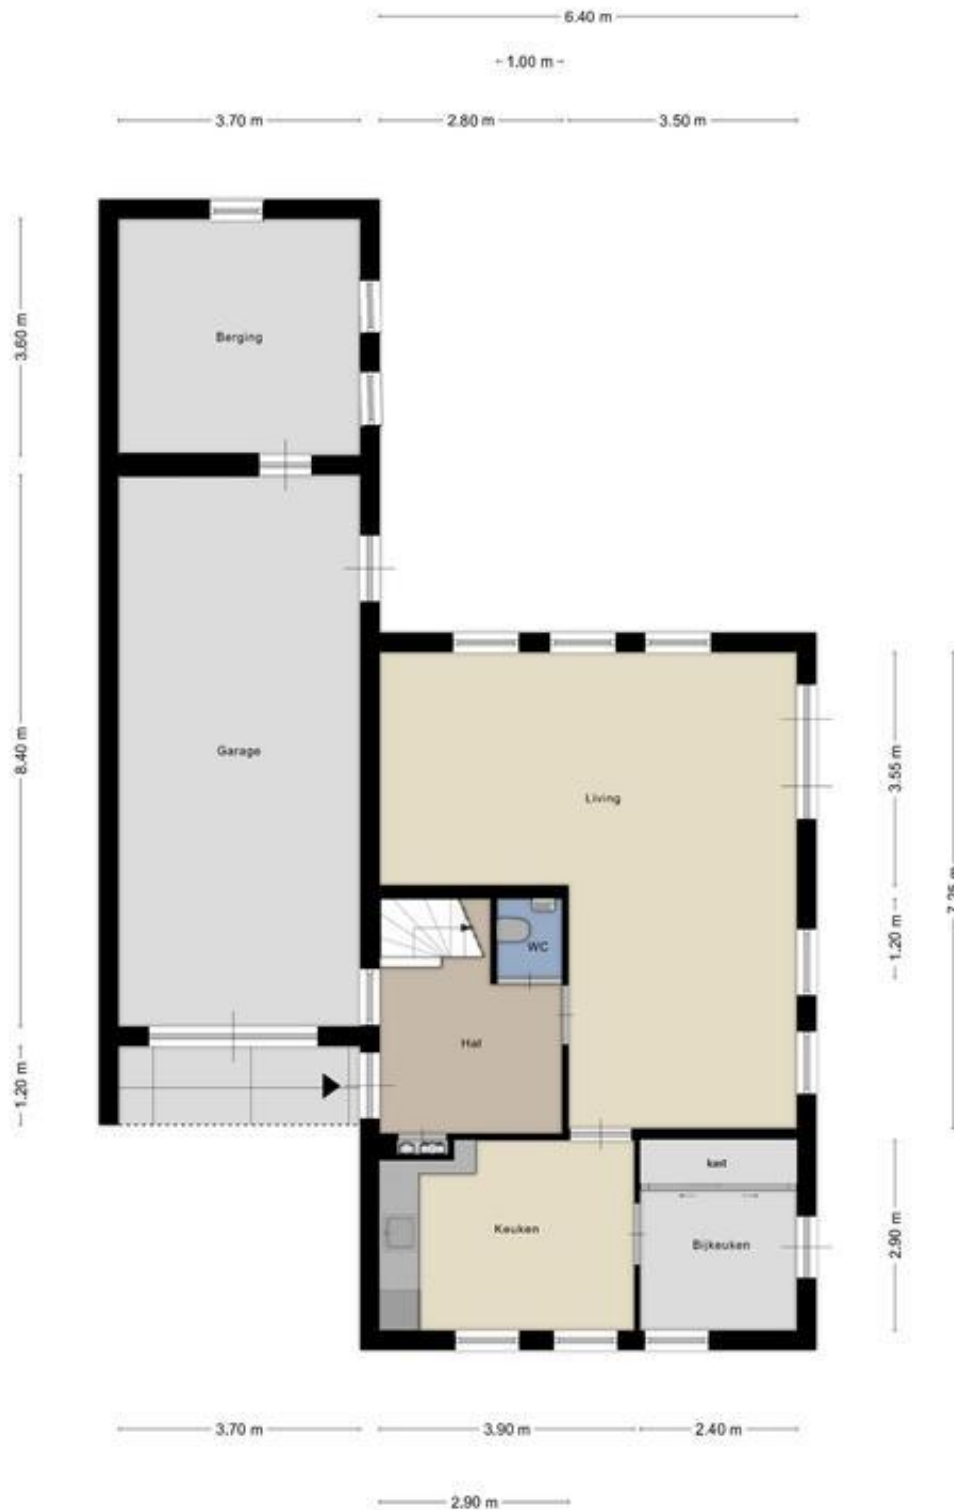 6.40 m
1.00 m
3.70 m
2.80 m
3.50 m
3.60 m
Berging
8.40 m
Garage
Living
3.55 m
1.20 m
WC
Hal
1.20 m
kast
Keuken
Bijkeuken
2.90 m
3.70 m
3.90 m
2.40 m
2.90 m